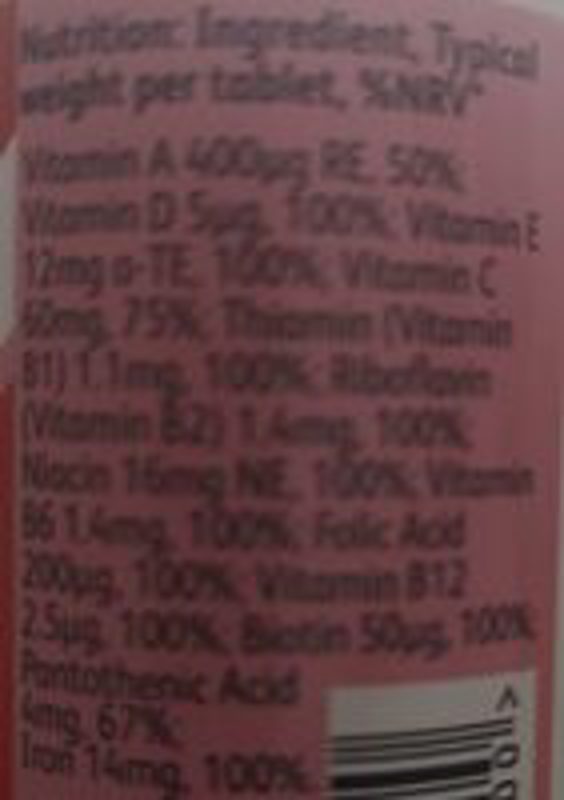 Nutrition: Ingredient, Typical
weight per tablet, %NRV*
Vitamin A 400µg RE, 50%;
Vitamin D 5µg, 100%; Vitamin E
12mg α-TE, 100%; Vitamin C
60mg, 75%; Thiamin (Vitamin
B1) 1.1mg, 100%; Riboflavin
(Vitamin B2) 1.4mg, 100%;
Niacin 16mg NE, 100%; Vitamin
B6 1.4mg, 100%; Folic Acid
200µg, 100%; Viitamin B12
2.5µg, 100%; Biotin 50µg, 100%;
Pantothenic Acid
4mg, 67%;
Iron 14mg, 100%.